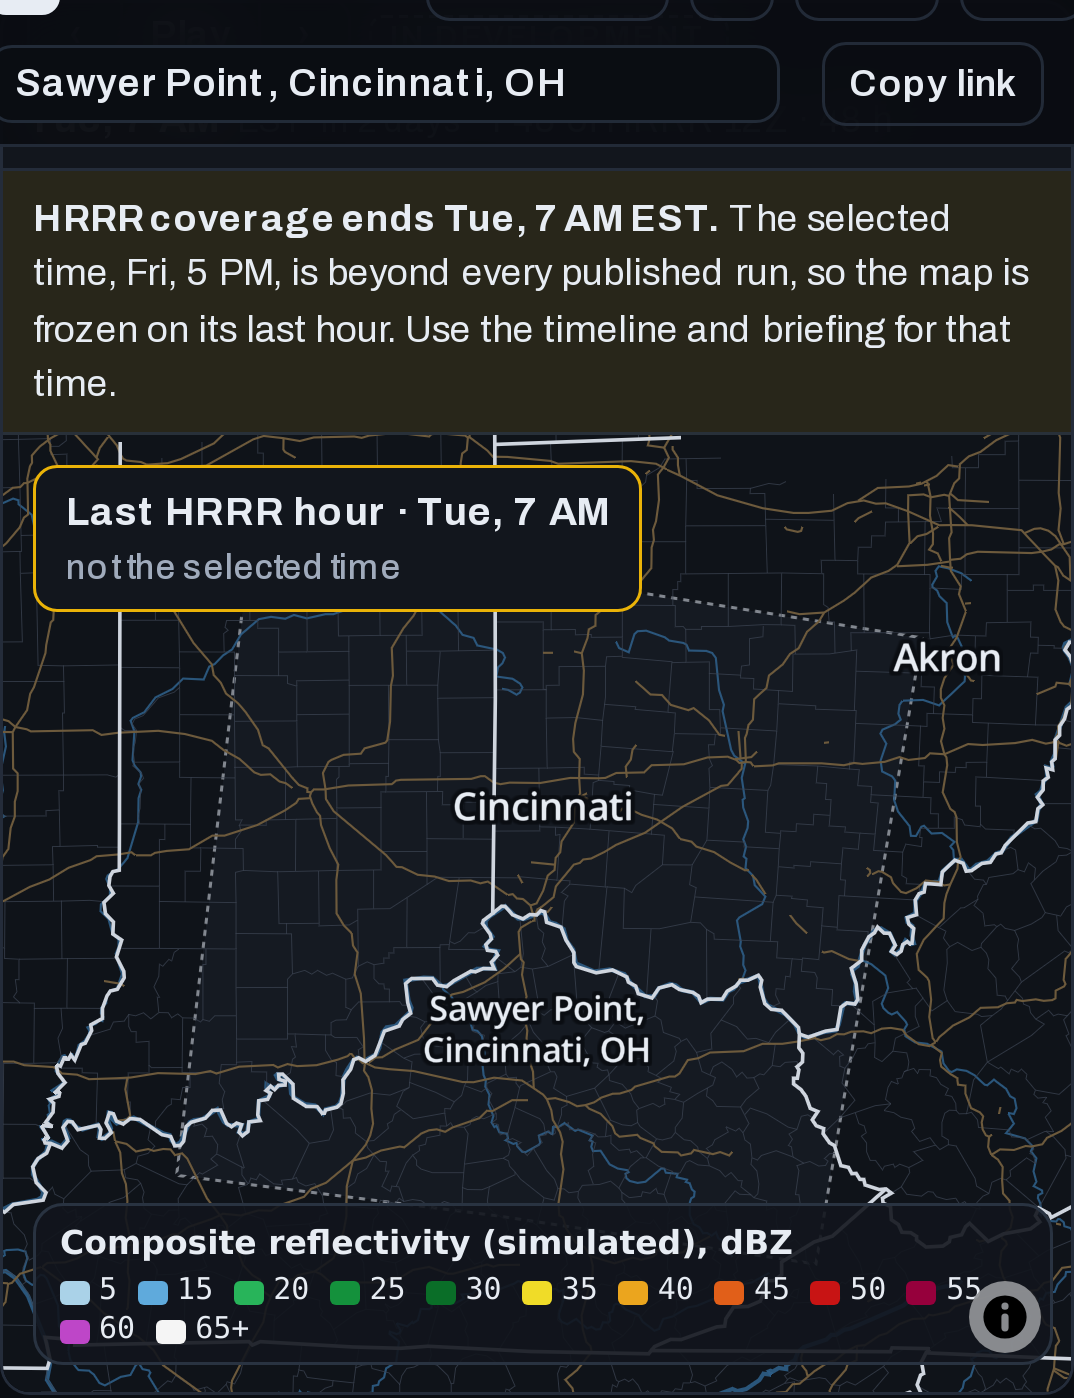 Sawyer Point, Cincinnati, OH
Copy link
HRRR coverage ends Tue, 7 AM EST. The selected
time, Fri, 5 PM, is beyond every published run, so the map is
frozen on its last hour. Use the timeline and briefing for that
time.
Last HRRR hour · Tue, 7 AM
not the selected time
Akron
Cincinnati
Sawyer Point,
Cincinnati, OH
Composite reflectivity (simulated), dBZ
5 15 20 25 30 35 40 45 50 55
60 65+